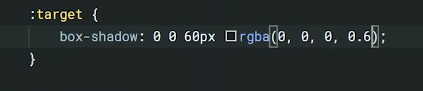 :target {
box-shadow: 0 0 60px rgba(0, 0, 0, 0.6);
}